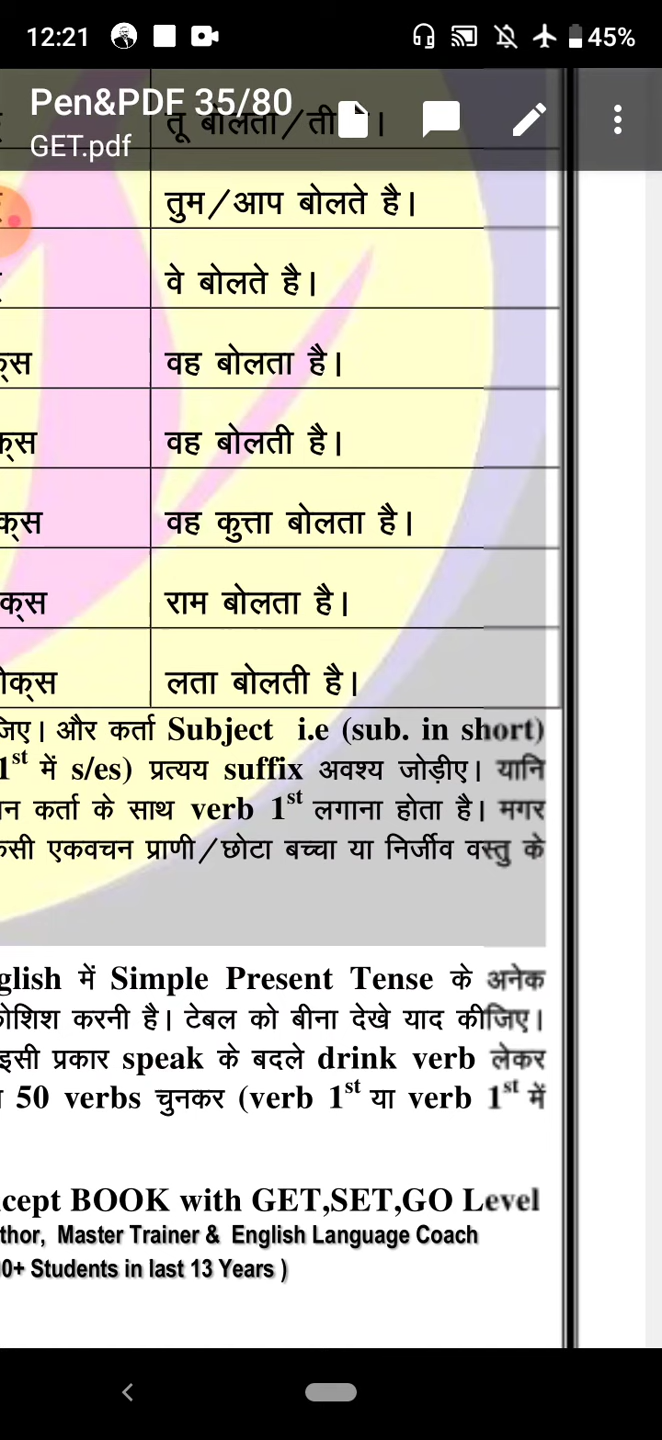 12:21
45%
Pen&PDF 35/80
GET.pdf
तू बोलता/ती
तुम/आप बोलते है।
वे बोलते है।
क्स
वह बोलता है।
क्स
वह बोलती है।
क्स
वह कुत्ता बोलता है।
क्स
राम बोलता है।
क्स
लता बोलती है।
जिए। और कर्ता Subject i.e (sub. in short)
1st में s/es) प्रत्यय suffix अवश्य जोड़ीए। यानि
न कर्ता के साथ verb 1st लगाना होता है। मगर
कसी एकवचन प्राणी/छोटा बच्चा या निर्जीव वस्तु के
glish में Simple Present Tense के अनेक
कोशिश करनी है। टेबल को बीना देखे याद कीजिए।
इसी प्रकार speak के बदले drink verb लेकर
50 verbs चुनकर (verb 1st या verb 1st में
cept BOOK with GET,SET,GO Level
thor, Master Trainer & English Language Coach
0+ Students in last 13 Years )